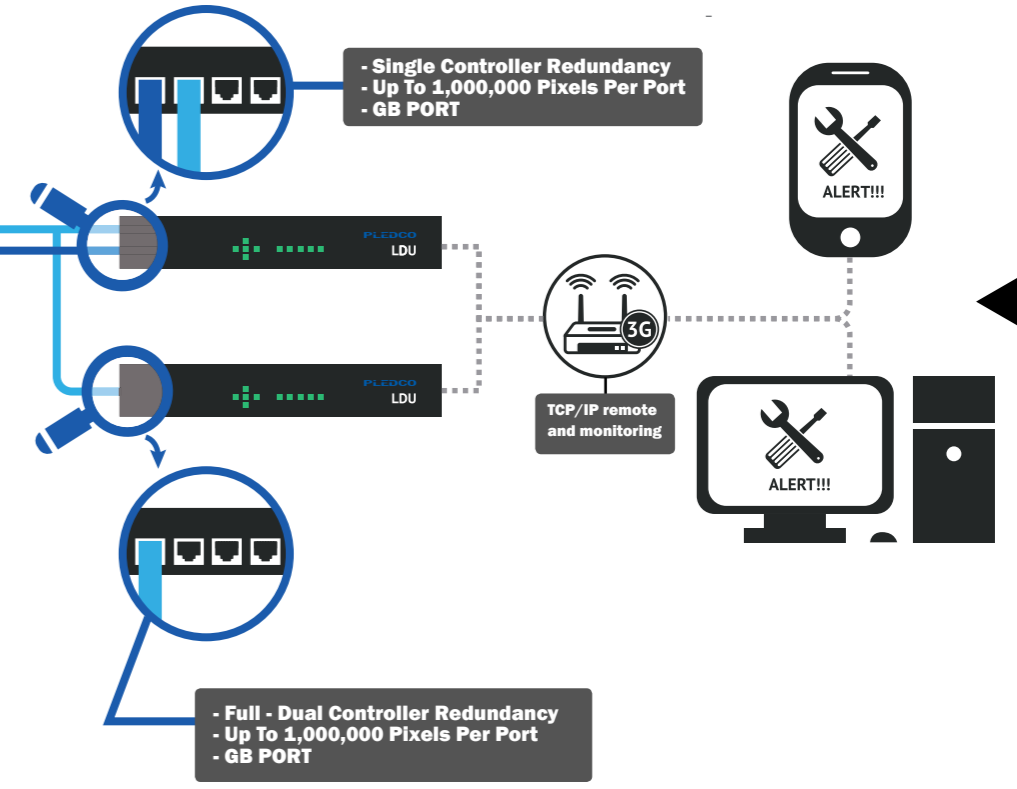 - Single Controller Redundancy
- Up To 1,000,000 Pixels Per Port
- GB PORT
ALERT!!!
PLEDCO
LDU
3G
PLEDCO
LDU
TCP/IP remote
and monitoring
ALERT!!!
- Full - Dual Controller Redundancy
- Up To 1,000,000 Pixels Per Port
- GB PORT